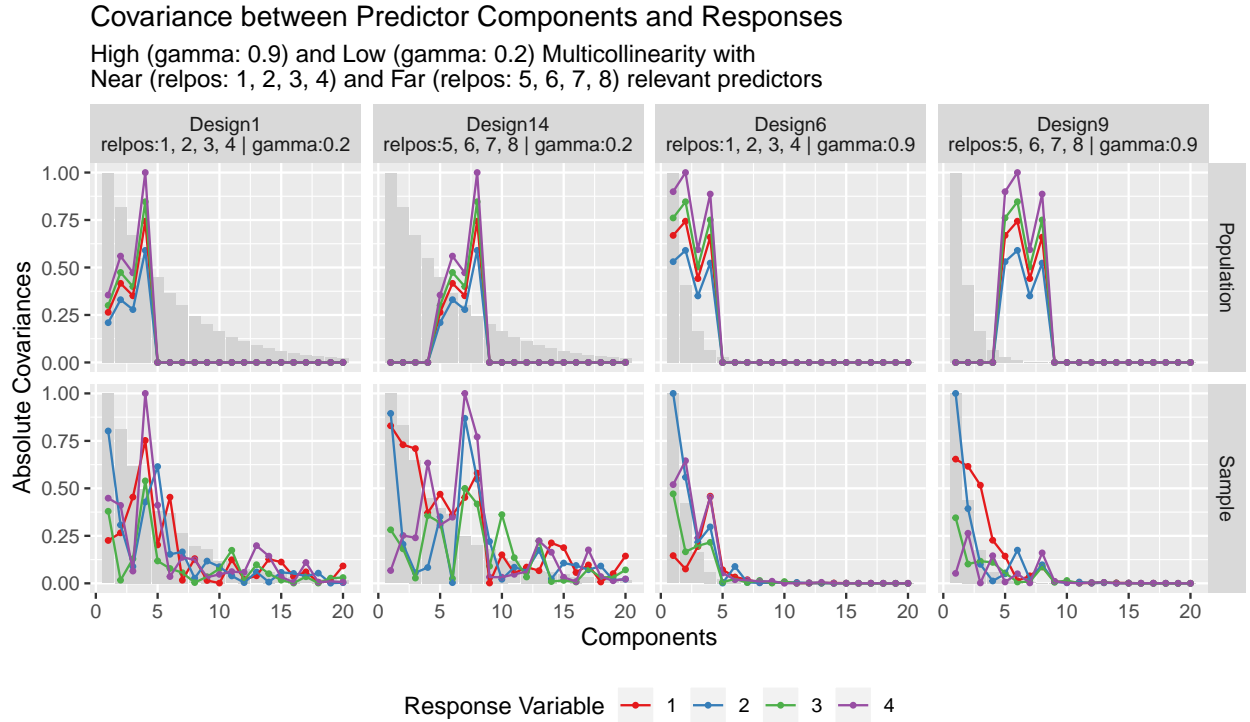 Covariance between Predictor Components and Responses
High (gamma: 0.9) and Low (gamma: 0.2) Multicollinearity with
Near (relpos: 1, 2, 3, 4) and Far (relpos: 5, 6, 7, 8) relevant predictors
Design1
relpos:1, 2, 3, 4 | gamma:0.2
Design14
relpos:5, 6, 7, 8 | gamma:0.2
Design6
relpos:1, 2, 3, 4 | gamma:0.9
Design9
relpos:5, 6, 7, 8 | gamma:0.9
Absolute Covariances
1.00
0.75
0.50
0.25
0.00
Population
1.00
0.75
0.50
0.25
0.00
Sample
0 5 10 15 20
0 5 10 15 20
0 5 10 15 20
0 5 10 15 20
Components
Response Variable 1 2 3 4